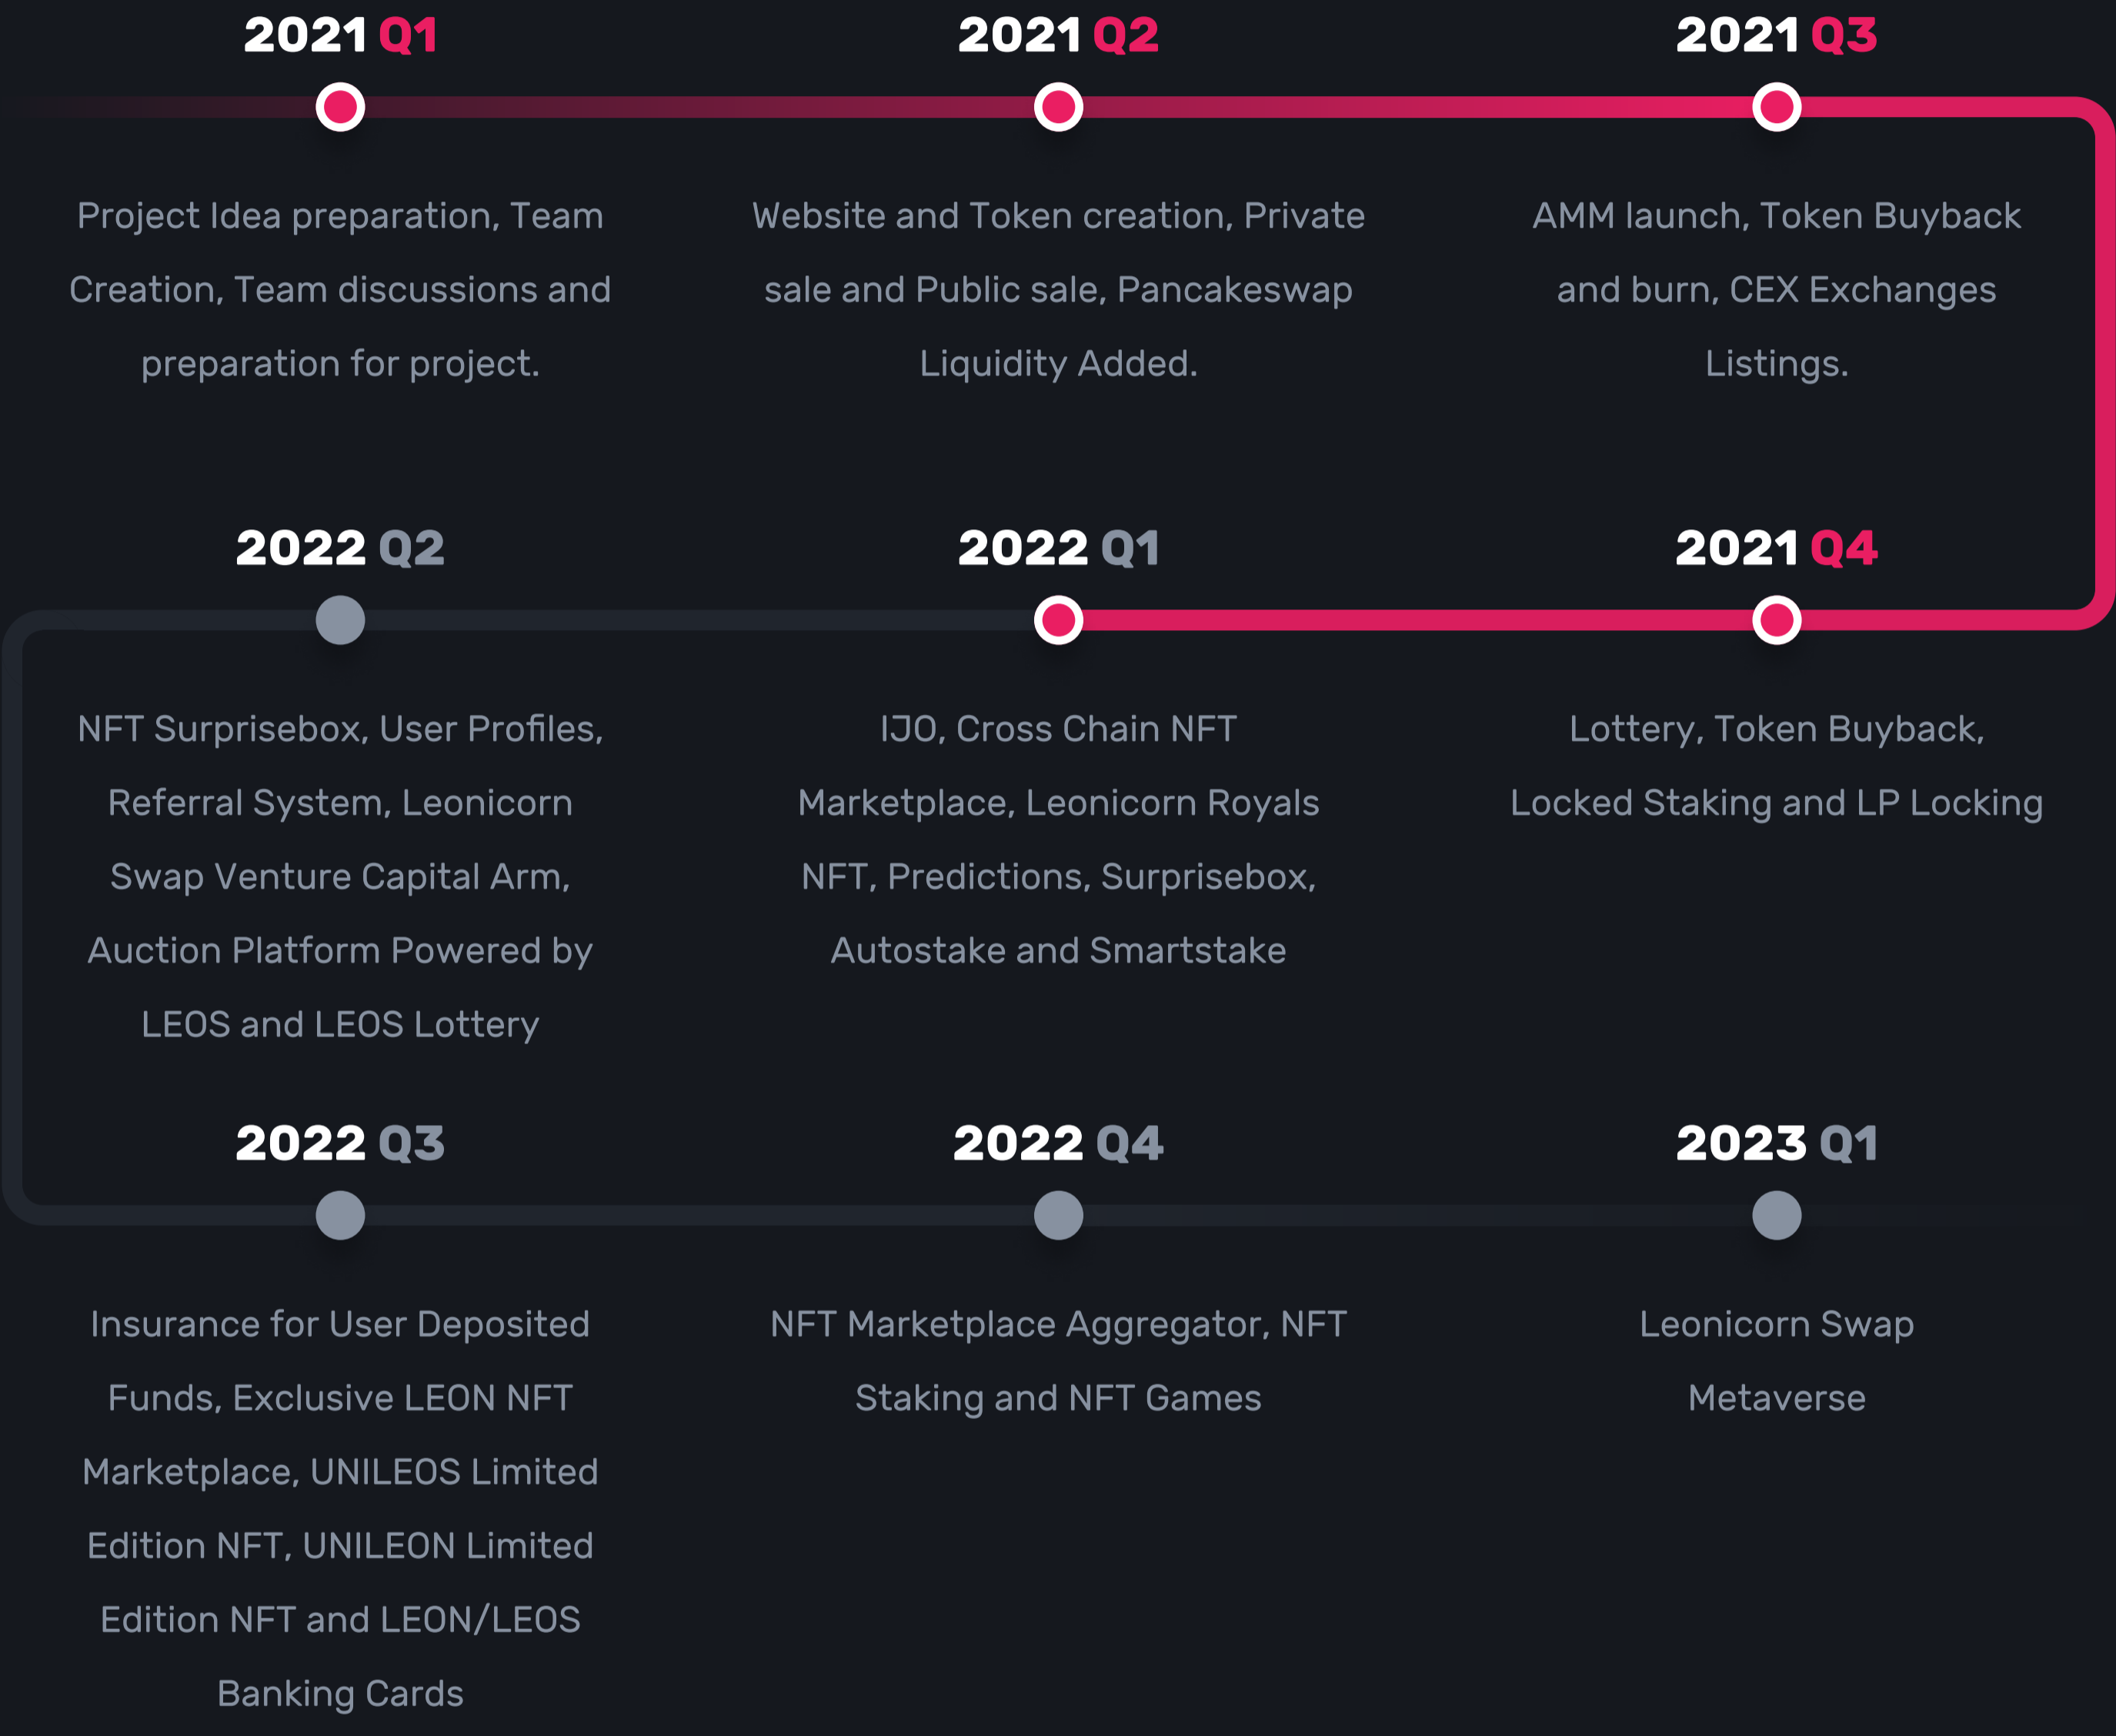 2021 Q1
Project Idea preparation, Team
Creation, Team discussions and
preparation for project.
2021 Q2
Website and Token creation, Private
sale and Public sale, Pancakeswap
Liquidity Added.
2021 Q3
AMM launch, Token Buyback
and burn, CEX Exchanges
Listings.
2022 Q2
NFT Surprisebox, User Profiles,
Referral System, Leonicorn
Swap Venture Capital Arm,
Auction Platform Powered by
LEOS and LEOS Lottery
2022 Q1
IJO, Cross Chain NFT
Marketplace, Leonicorn Royals
NFT, Predictions, Surprisebox,
Autostake and Smartstake
2021 Q4
Lottery, Token Buyback,
Locked Staking and LP Locking
2022 Q3
Insurance for User Deposited
Funds, Exclusive LEON NFT
Marketplace, UNILEOS Limited
Edition NFT, UNILEON Limited
Edition NFT and LEON/LEOS
Banking Cards
2022 Q4
NFT Marketplace Aggregator, NFT
Staking and NFT Games
2023 Q1
Leonicorn Swap
Metaverse